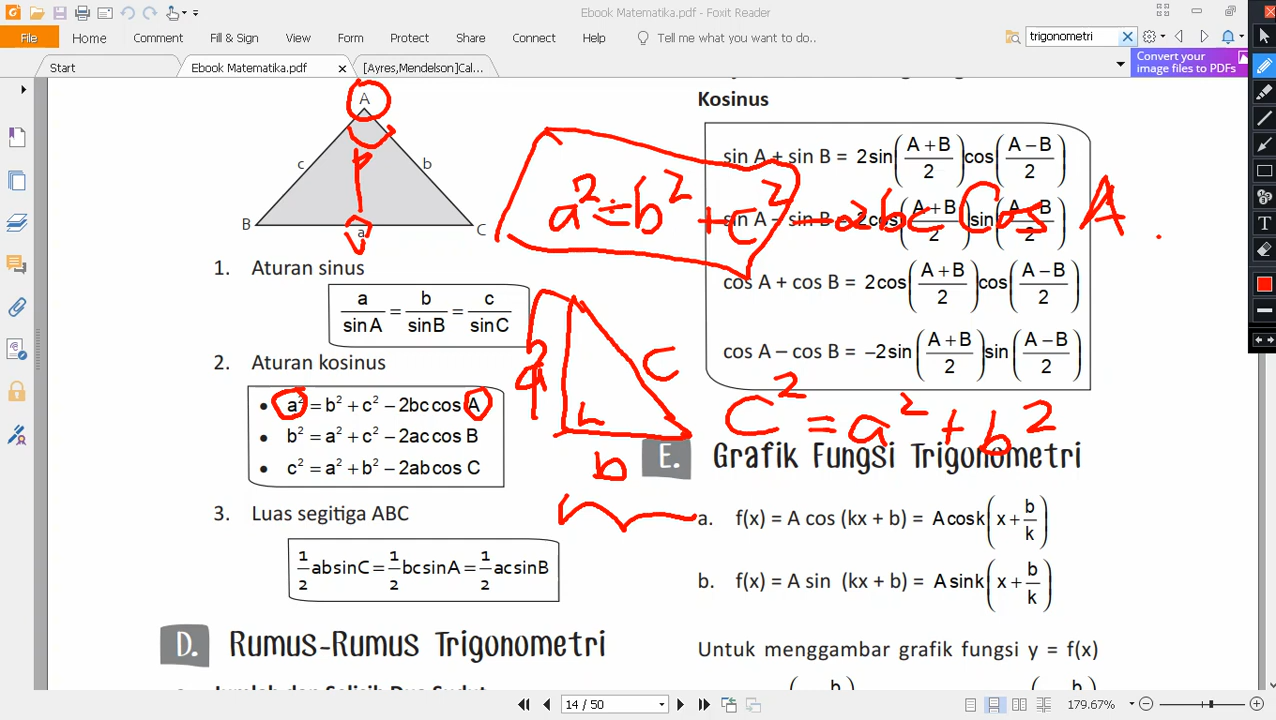 Ebook Matematika.pdf - Foxit Reader
File Home Comment Fill & Sign View Form Protect Share Connect Help Tell me what you want to do.. trigonometri
Start Ebook Matematika.pdf [Ayres,Mendelson]Cal...
Convert your image files to PDFs
A
c b
B a C
1. Aturan sinus
a/sinA = b/sinB = c/sinC
2. Aturan kosinus
• a² = b² + c² − 2bc cos A
• b² = a² + c² − 2ac cos B
• c² = a² + b² − 2ab cos C
3. Luas segitiga ABC
1/2 absinC = 1/2 bcsinA = 1/2 acsinB
D. Rumus-Rumus Trigonometri
Kosinus
sin A + sin B = 2sin((A + B)/2)cos((A − B)/2)
sin A − sin B = 2cos((A + B)/2)sin((A − B)/2)
cos A + cos B = 2cos((A + B)/2)cos((A − B)/2)
cos A − cos B = −2sin((A + B)/2)sin((A − B)/2)
a² = b² + c² − 2bc Cos A.
a c
b
C² = a² + b²
E. Grafik Fungsi Trigonometri
a. f(x) = A cos (kx + b) = A cos k(x + b/k)
b. f(x) = A sin (kx + b) = A sin k(x + b/k)
Untuk menggambar grafik fungsi y = f(x)
14 / 50 179.67%